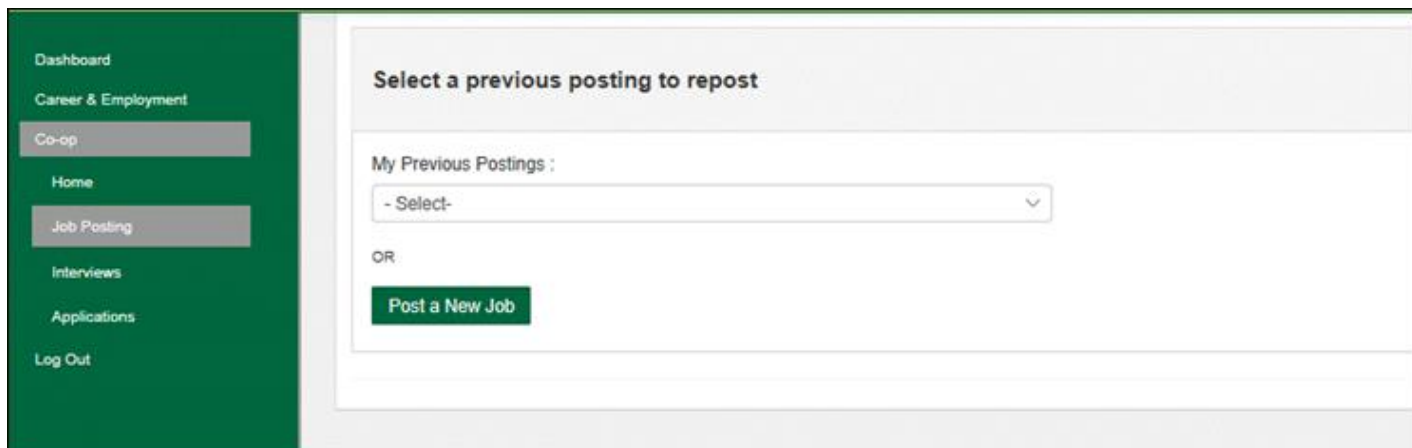 Dashboard
Career & Employment
Co-op
Home
Job Posting
Interviews
Applications
Log Out
Select a previous posting to repost
My Previous Postings :
- Select-
OR
Post a New Job